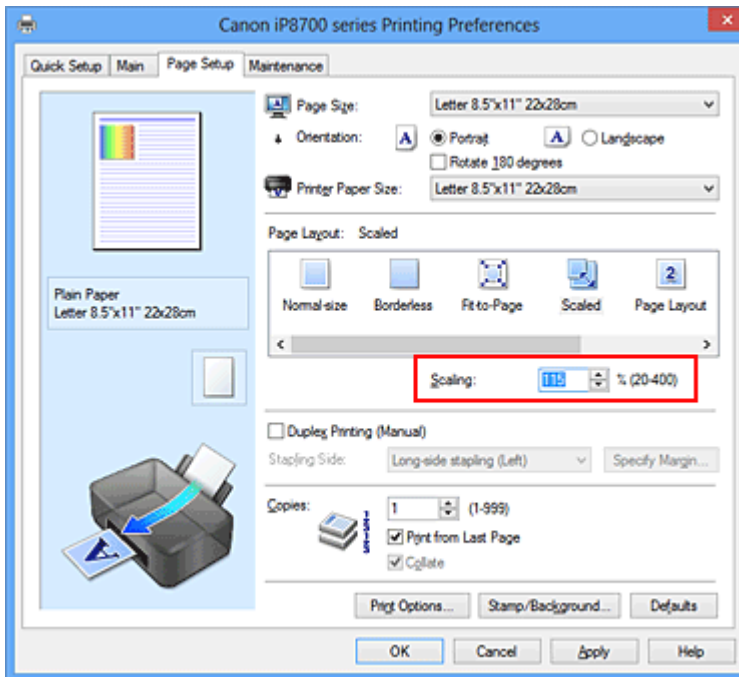 Canon iP8700 series Printing Preferences
Quick Setup Main Page Setup Maintenance
Page Size: Letter 8.5"x11" 22x28cm
Orientation: A Portrait A Landscape
Rotate 180 degrees
Printer Paper Size: Letter 8.5"x11" 22x28cm
Page Layout: Scaled
Normal-size Borderless Fit-to-Page Scaled Page Layout
Plain Paper
Letter 8.5"x11" 22x28cm
Scaling: 115 % (20-400)
Duplex Printing (Manual)
Stapling Side: Long-side stapling (Left) Specify Margin...
Copies: 1 (1-999)
Print from Last Page
Collate
Print Options... Stamp/Background... Defaults
OK Cancel Apply Help